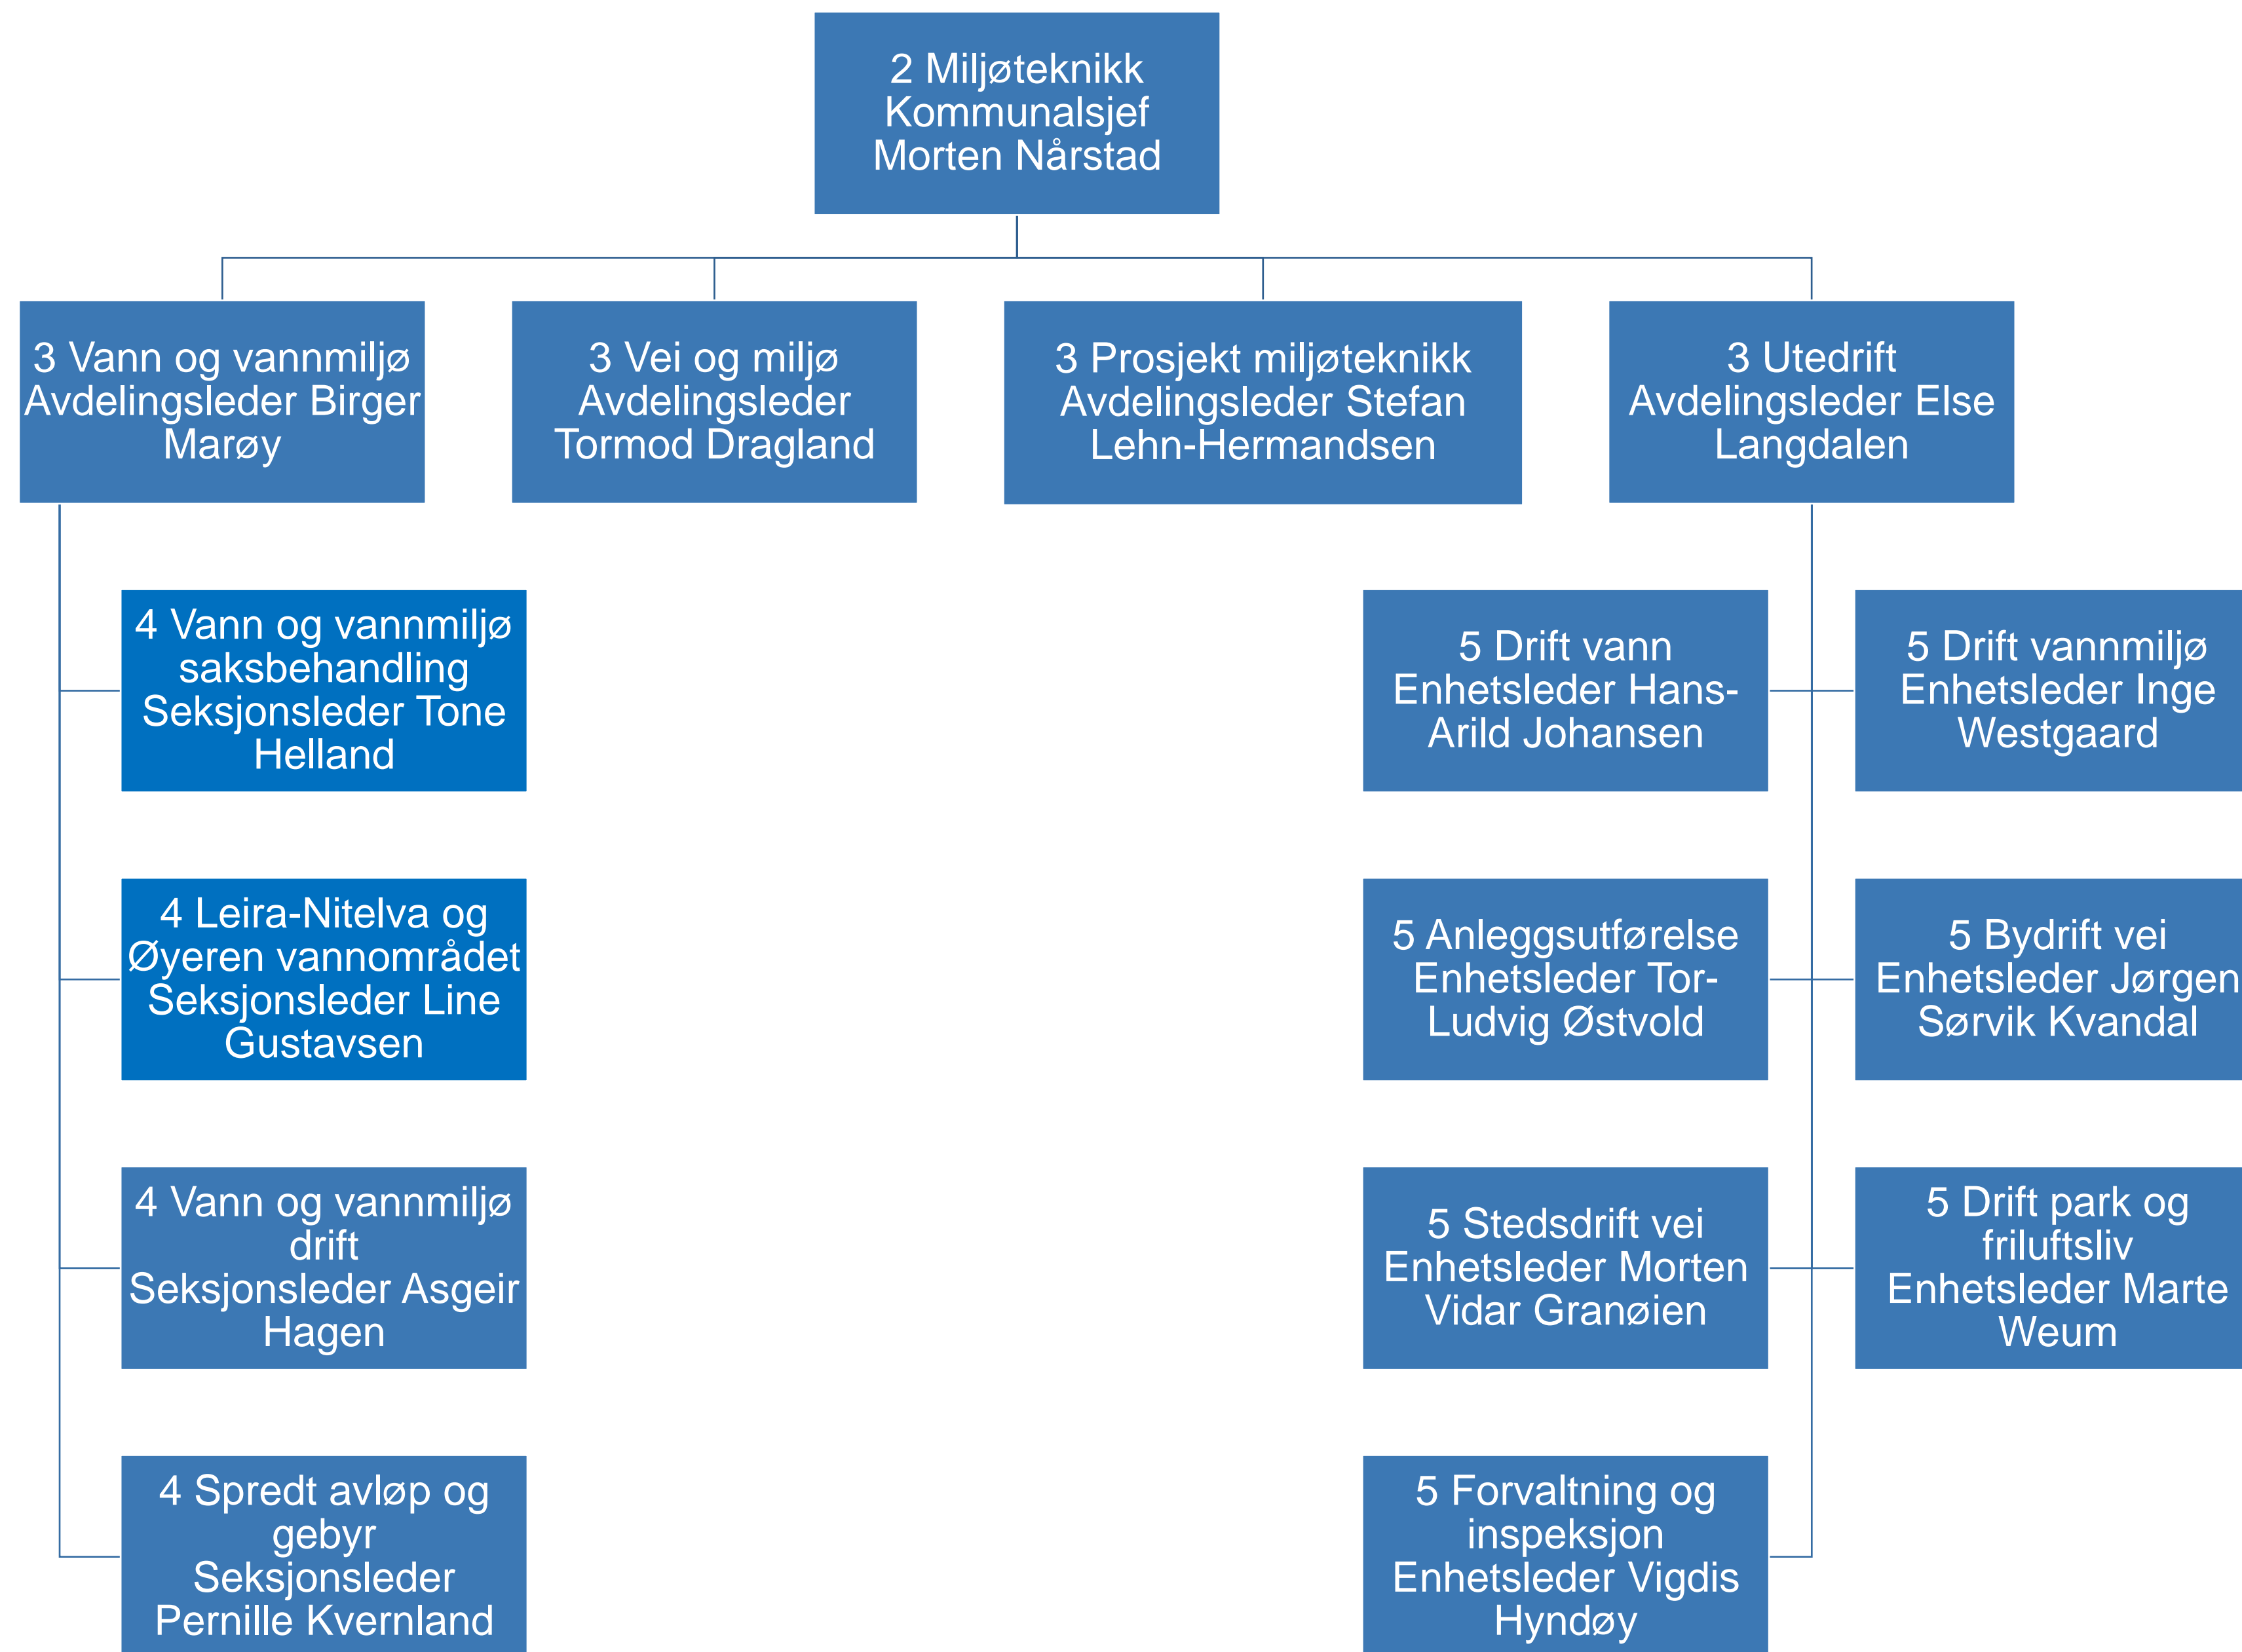 2 Miljøteknikk
Kommunalsjef
Morten Nårstad
3 Vann og vannmiljø
Avdelingsleder Birger
Marøy
3 Vei og miljø
Avdelingsleder
Tormod Dragland
3 Prosjekt miljøteknikk
Avdelingsleder Stefan
Lehn-Hermandsen
3 Utedrift
Avdelingsleder Else
Langdalen
4 Vann og vannmiljø
saksbehandling
Seksjonsleder Tone
Helland
4 Leira-Nitelva og
Øyeren vannområdet
Seksjonsleder Line
Gustavsen
4 Vann og vannmiljø
drift
Seksjonsleder Asgeir
Hagen
4 Spredt avløp og
gebyr
Seksjonsleder
Pernille Kvernland
5 Drift vann
Enhetsleder Hans-
Arild Johansen
5 Drift vannmiljø
Enhetsleder Inge
Westgaard
5 Anleggsutførelse
Enhetsleder Tor-
Ludvig Østvold
5 Bydrift vei
Enhetsleder Jørgen
Sørvik Kvandal
5 Stedsdrift vei
Enhetsleder Morten
Vidar Granøien
5 Drift park og
friluftsliv
Enhetsleder Marte
Weum
5 Forvaltning og
inspeksjon
Enhetsleder Vigdis
Hyndøy